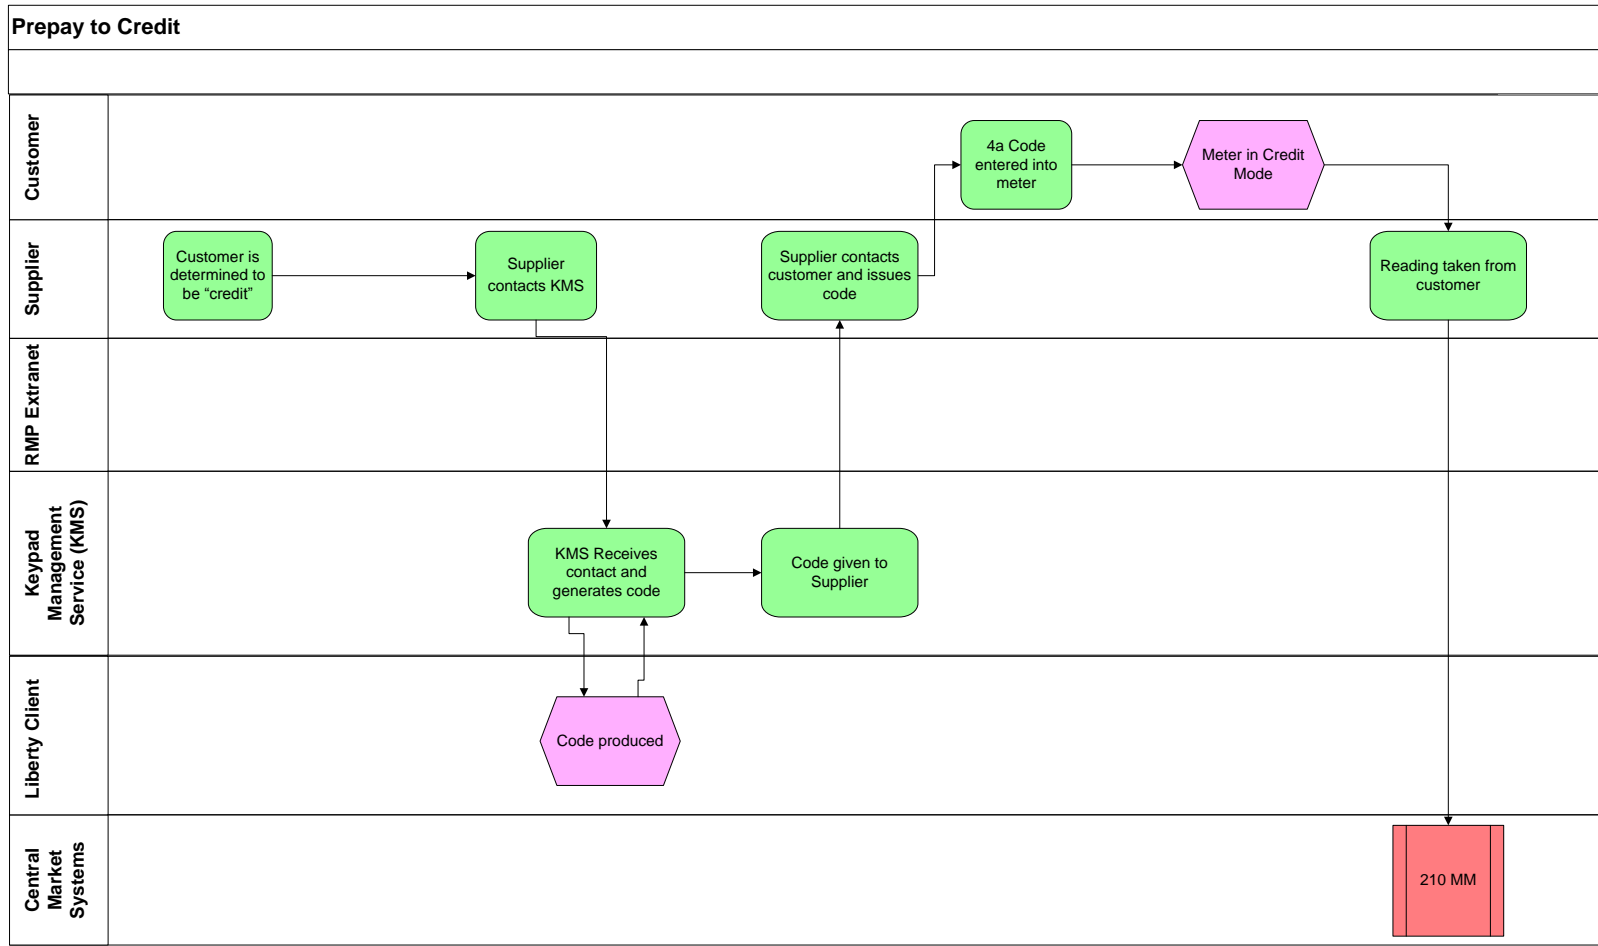 Prepay to Credit
Customer
4a Code
entered into
meter
Meter in Credit
Mode
Supplier
Customer is
determined to
be “credit”
Supplier
contacts KMS
Supplier contacts
customer and issues
code
Reading taken from
customer
RMP Extranet
Keypad
Management
Service (KMS)
KMS Receives
contact and
generates code
Code given to
Supplier
Liberty Client
Code produced
Central
Market
Systems
210 MM